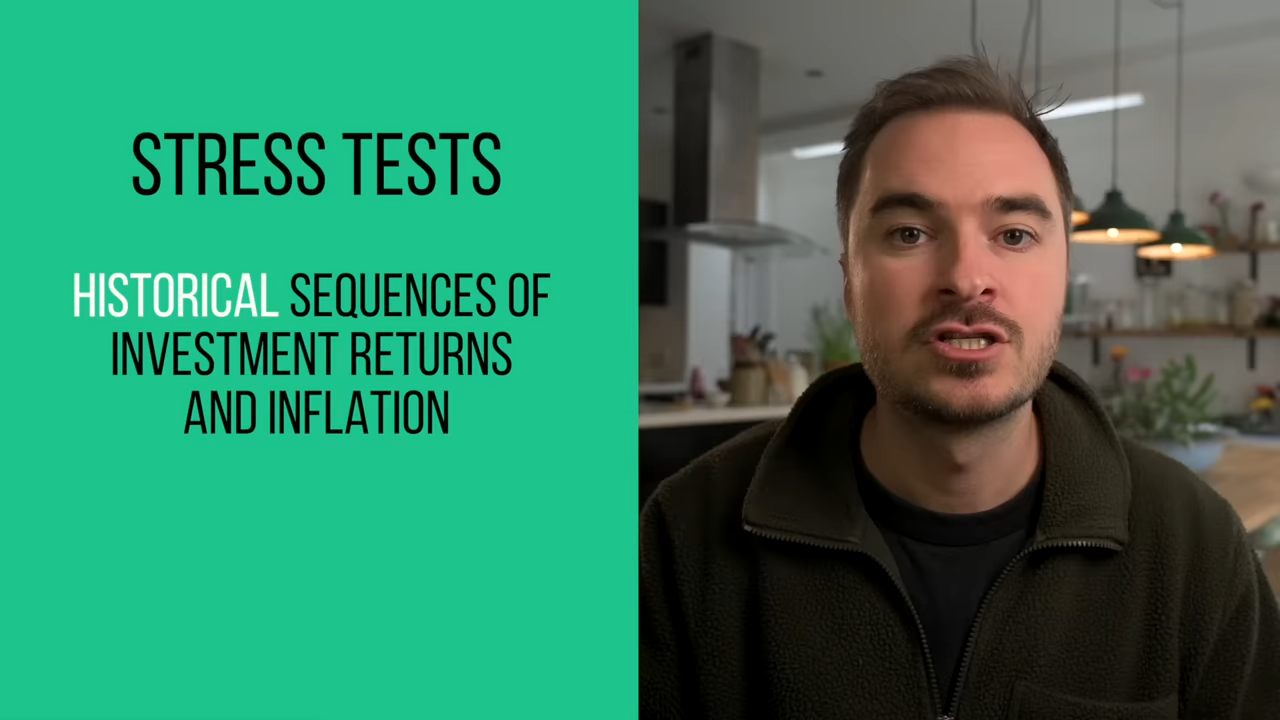 STRESS TESTS
HISTORICAL SEQUENCES OF
INVESTMENT RETURNS
AND INFLATION